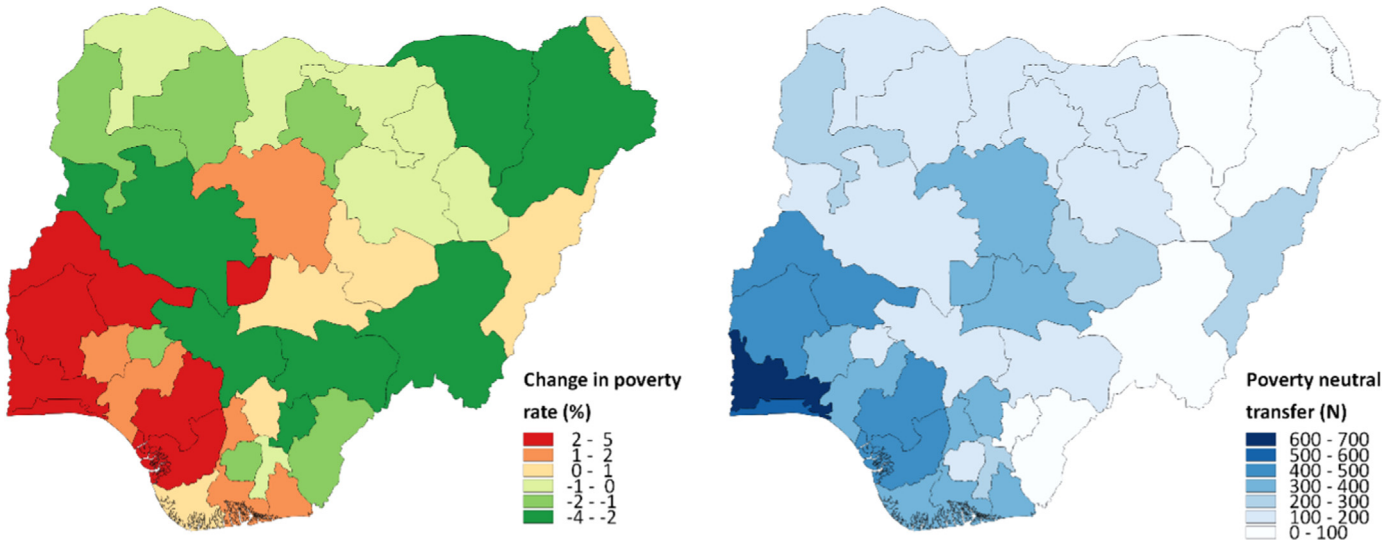 Change in poverty
rate (%)
2 - 5
1 - 2
0 - 1
-1 - 0
-2 - -1
-4 - -2
Poverty neutral
transfer (N)
600 - 700
500 - 600
400 - 500
300 - 400
200 - 300
100 - 200
0 - 100